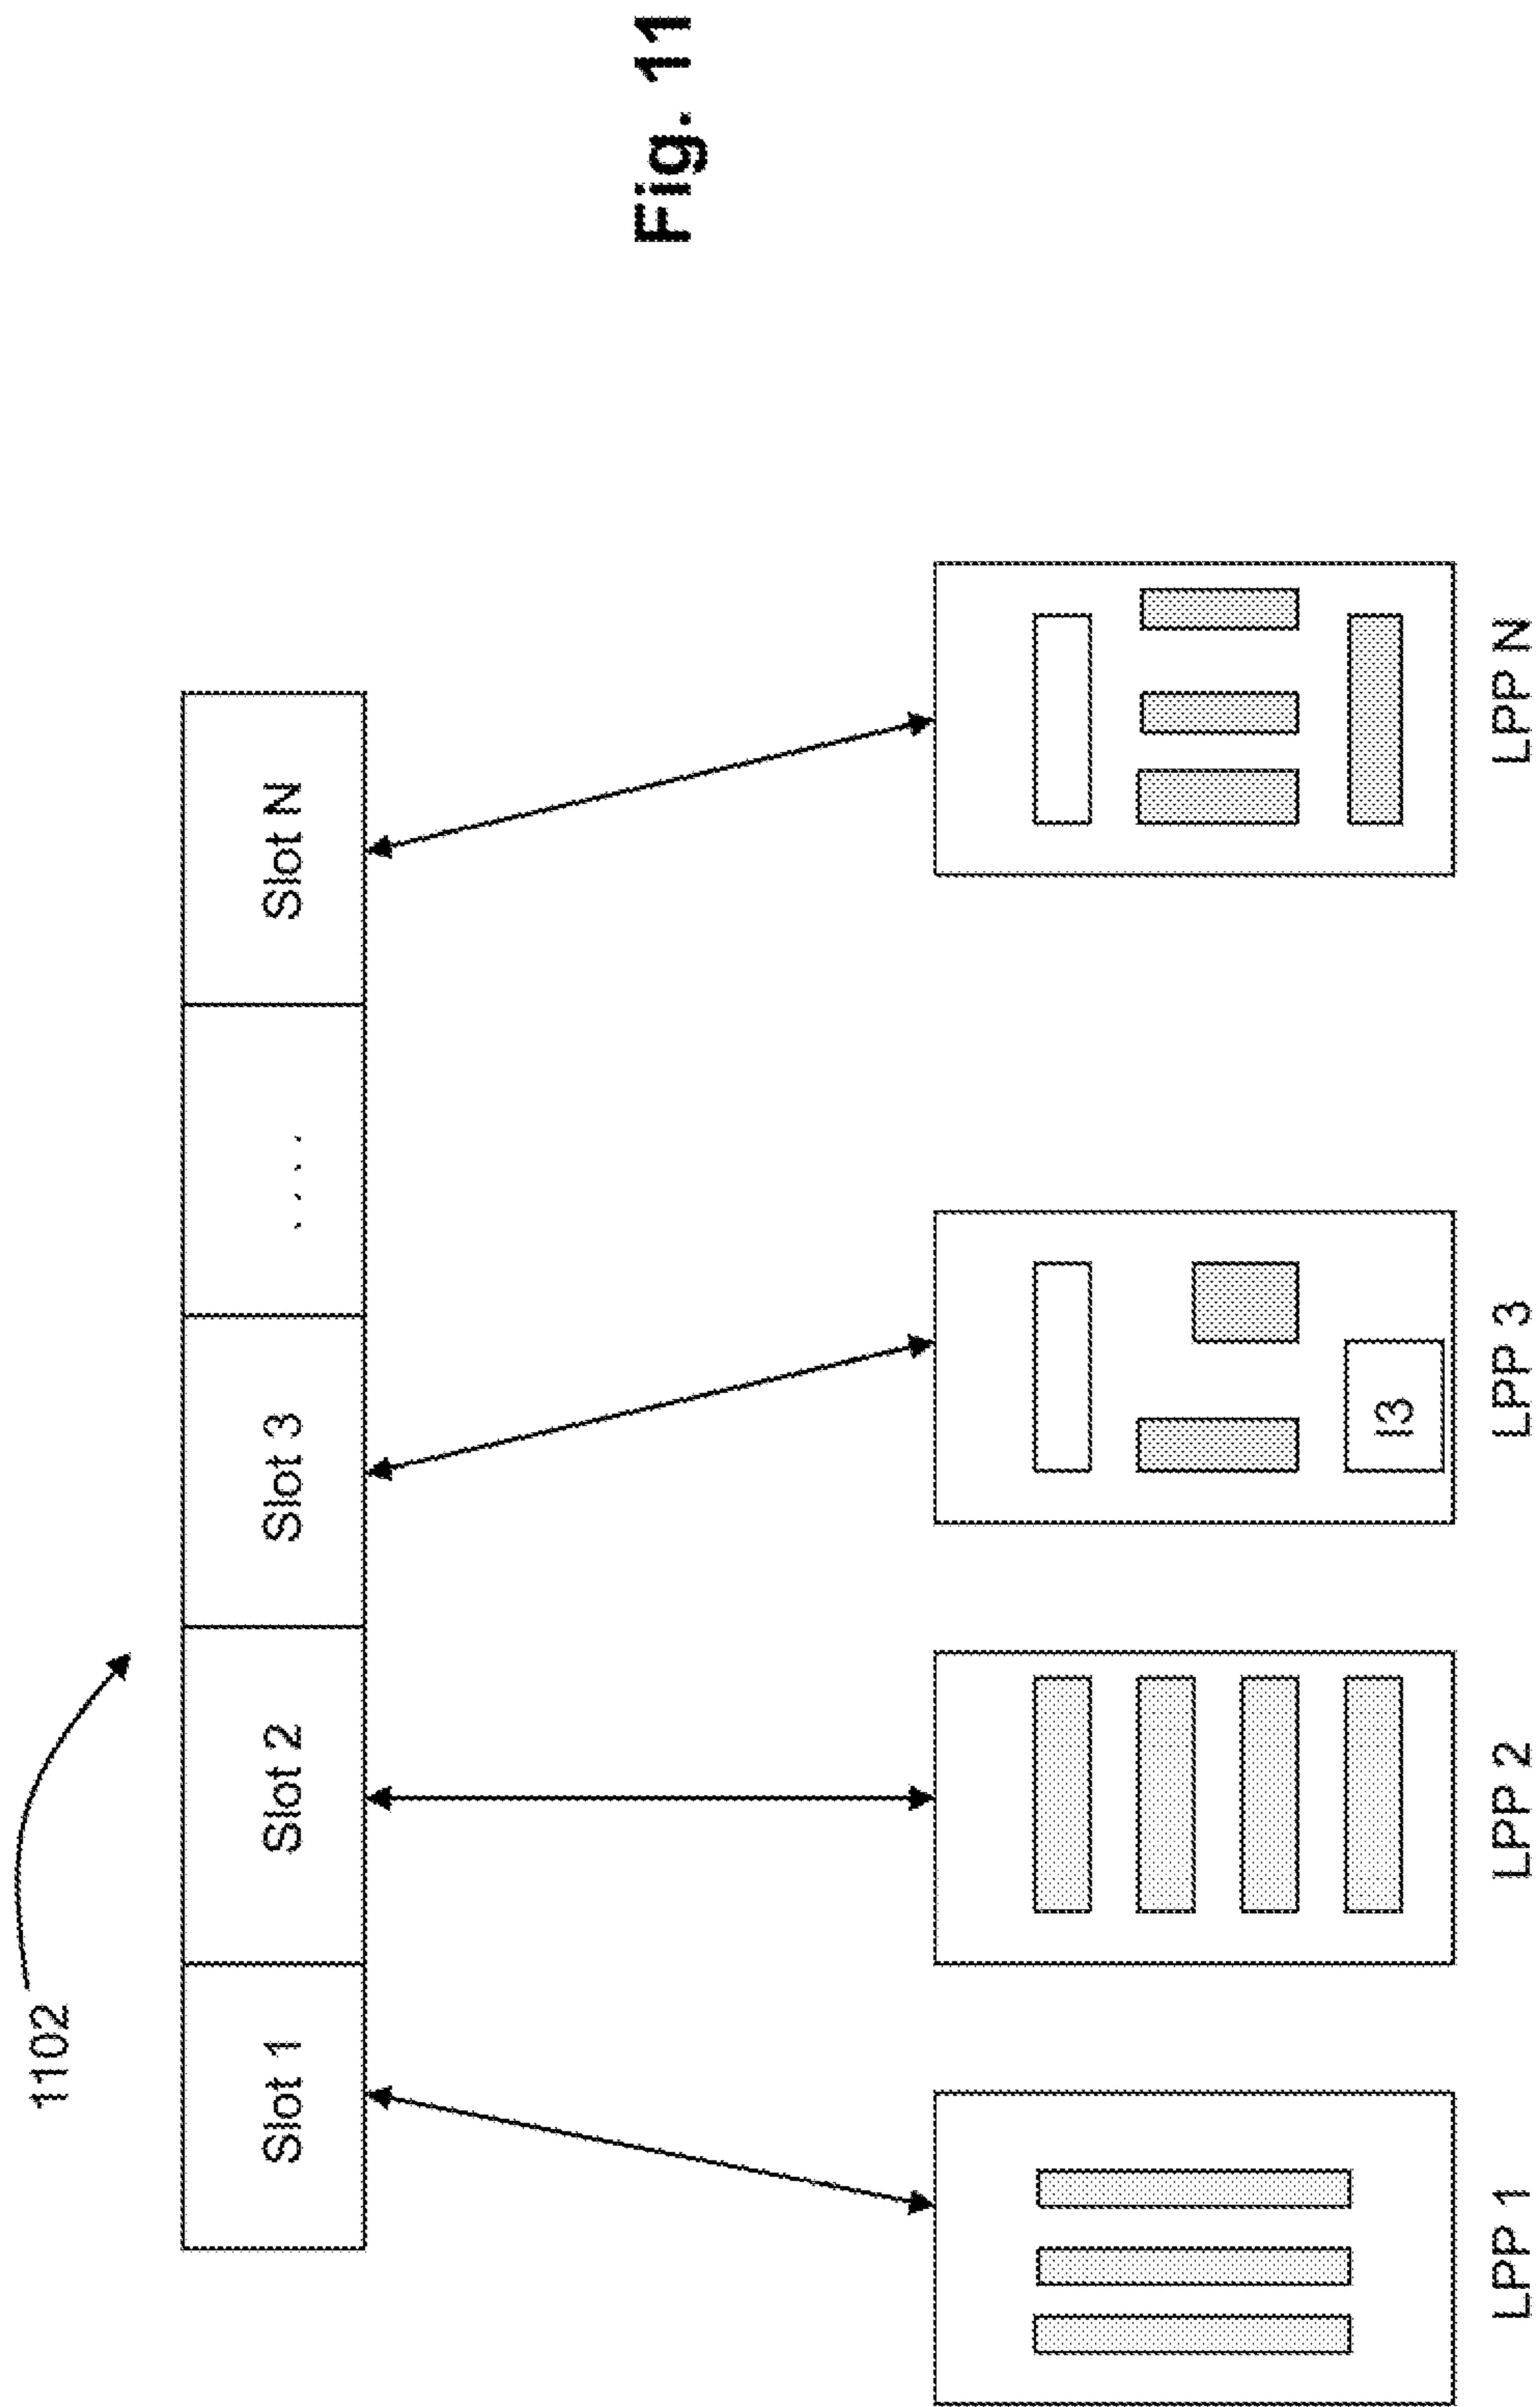 1102
Slot 1
Slot 2
Slot 3
. . . .
Slot N
I3
LPP 1
LPP 2
LPP 3
LPP N
Fig. 11